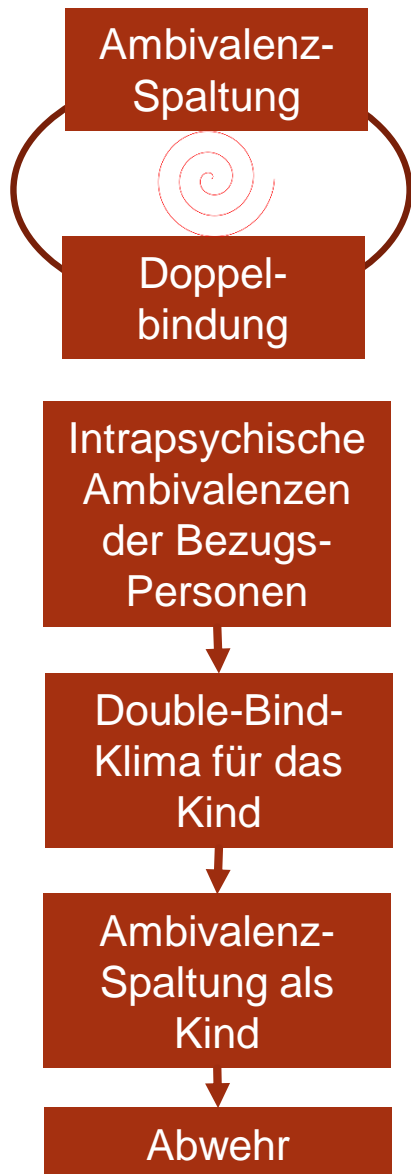 Ambivalenz-
Spaltung
Doppel-
bindung
Intrapsychische
Ambivalenzen
der Bezugs-
Personen
Double-Bind-
Klima für das
Kind
Ambivalenz-
Spaltung als
Kind
Abwehr